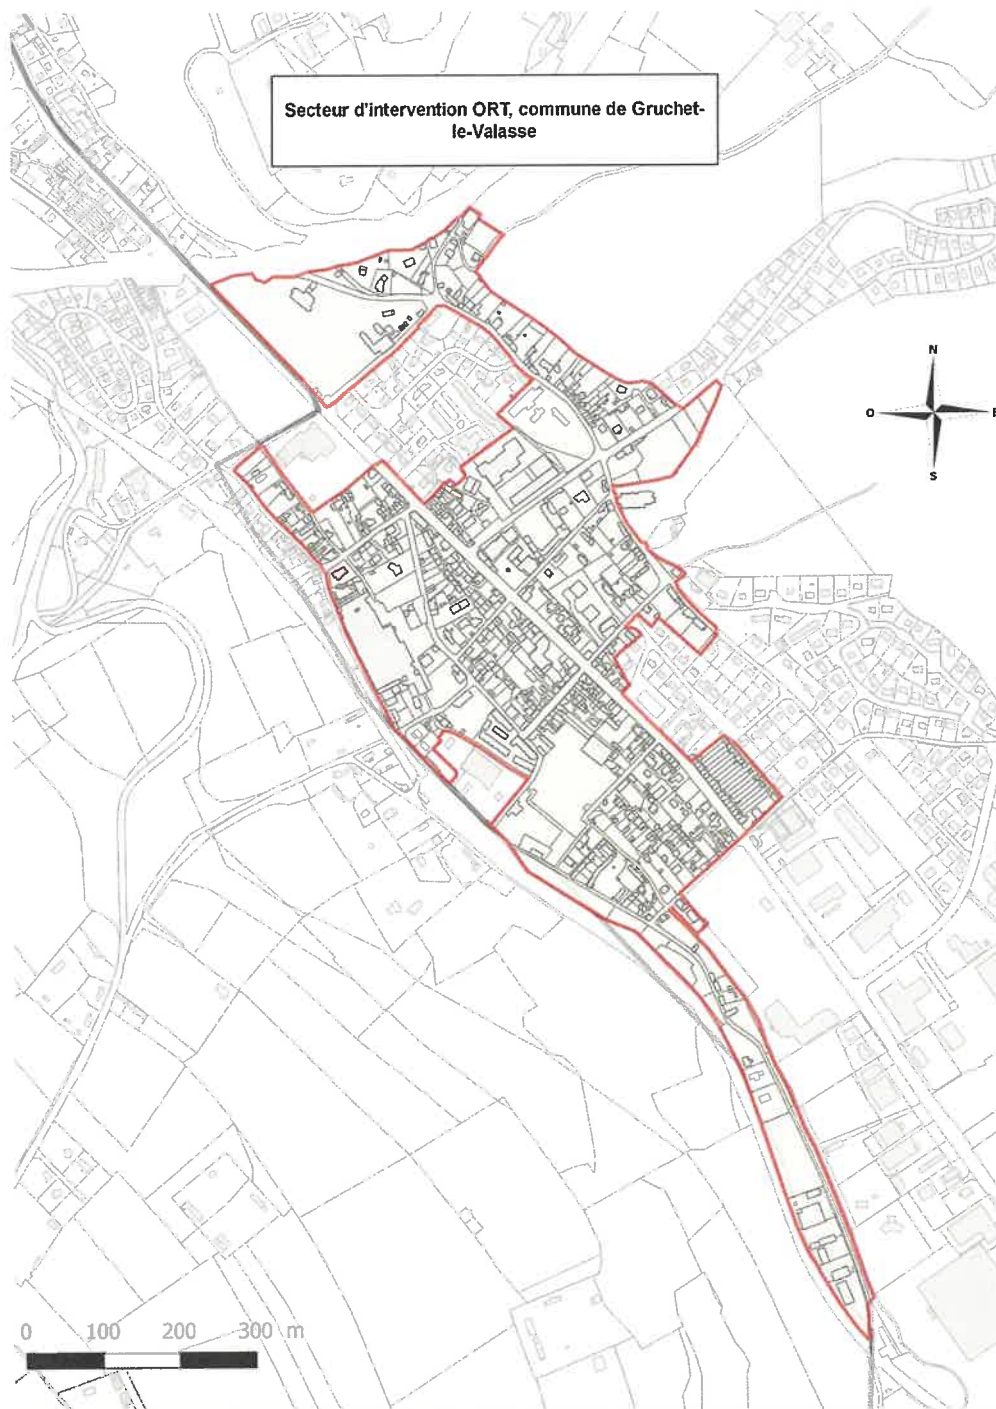 Secteur d'intervention ORT, commune de Gruchet-
le-Valasse
N
O
E
S
0 100 200 300 m